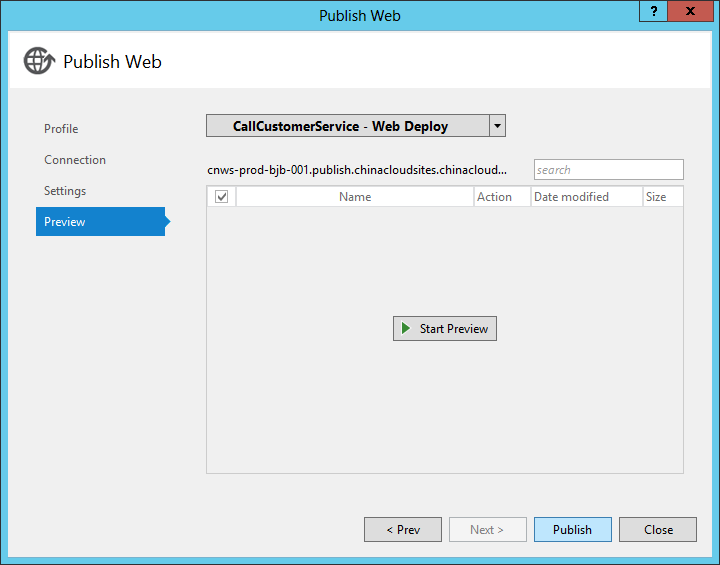 Publish Web
?
x
Publish Web
Profile
Connection
Settings
Preview
CallCustomerService - Web Deploy
cnws-prod-bjb-001.publish.chinacloudsites.chinacloud...
search
Name Action Date modified Size
Start Preview
< Prev Next > Publish Close